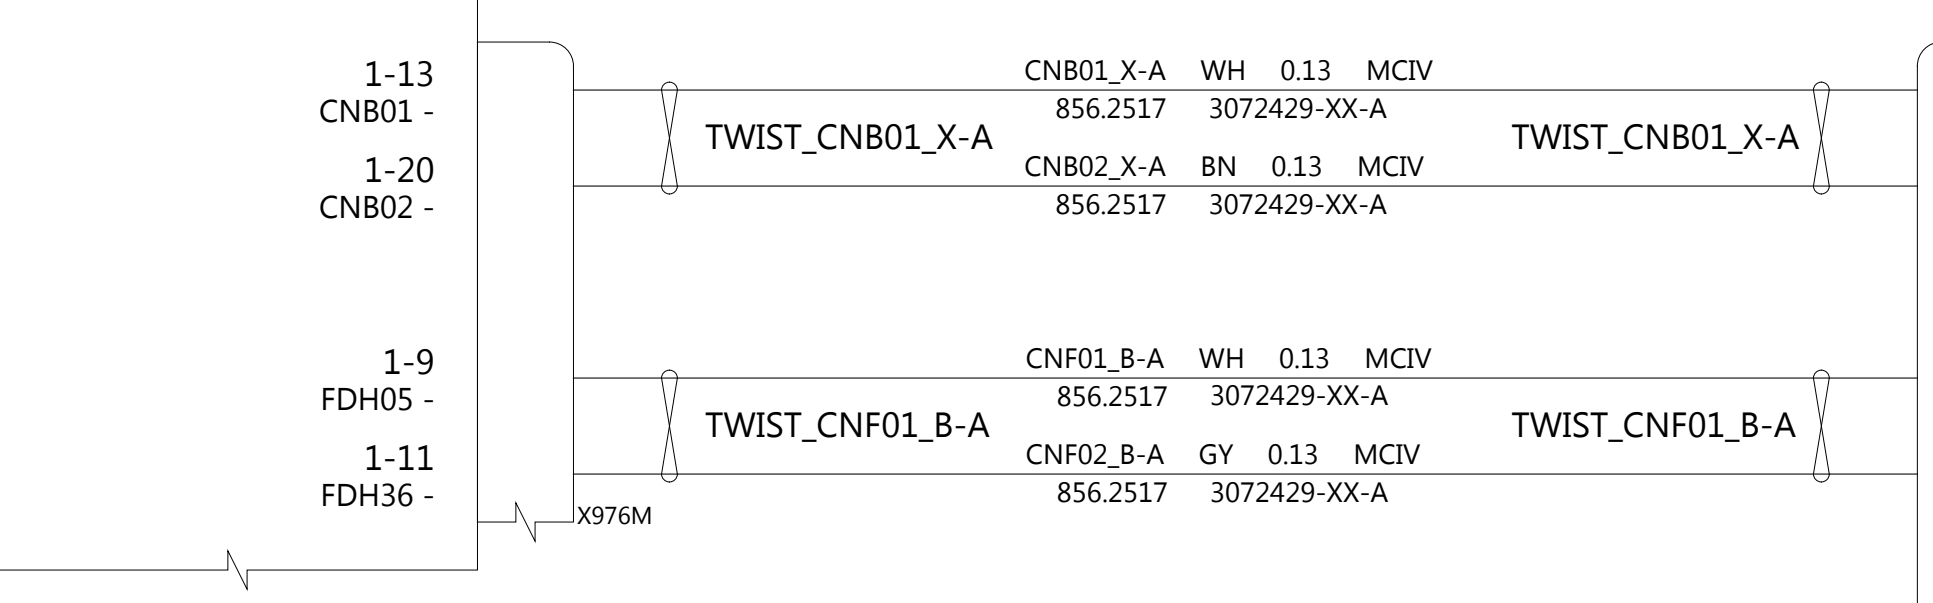 1-13
CNB01 -
CNB01_X-A WH 0.13 MCIV
856.2517 3072429-XX-A
TWIST_CNB01_X-A
TWIST_CNB01_X-A
1-20
CNB02 -
CNB02_X-A BN 0.13 MCIV
856.2517 3072429-XX-A
1-9
FDH05 -
CNF01_B-A WH 0.13 MCIV
856.2517 3072429-XX-A
TWIST_CNF01_B-A
TWIST_CNF01_B-A
1-11
FDH36 -
CNF02_B-A GY 0.13 MCIV
856.2517 3072429-XX-A
X976M